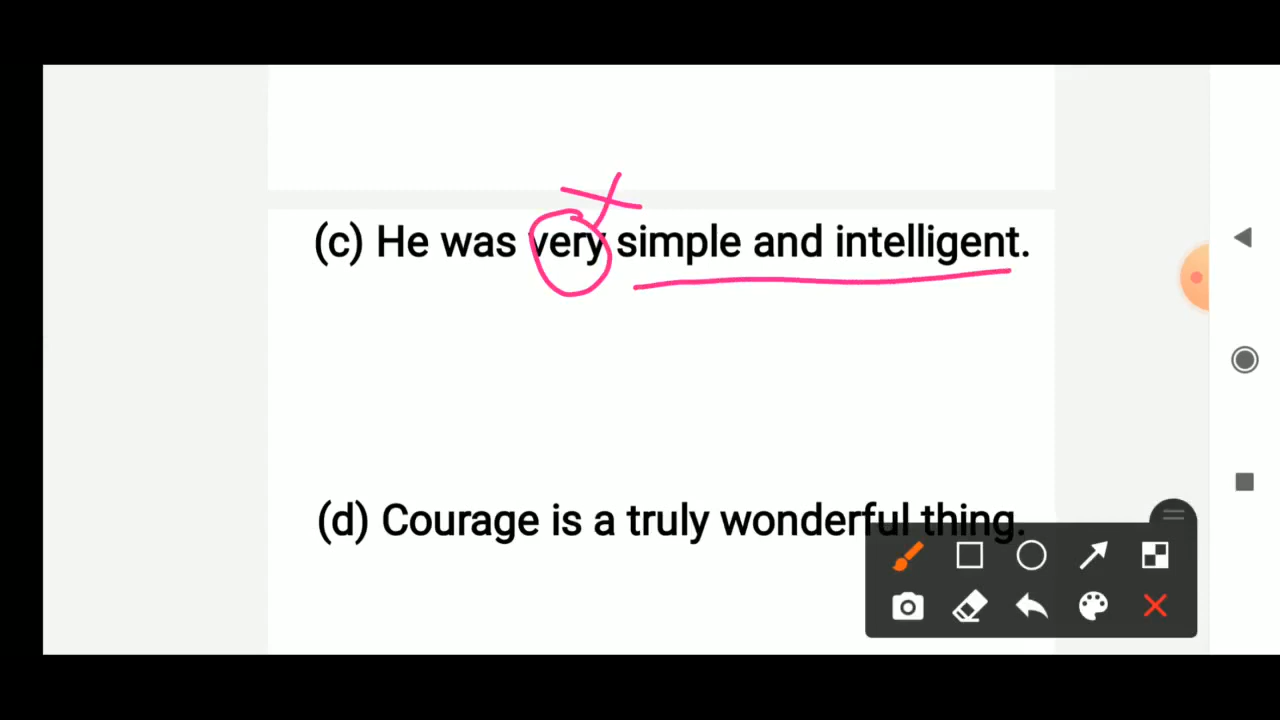 (c) He was very simple and intelligent.
(d) Courage is a truly wonderful thing.